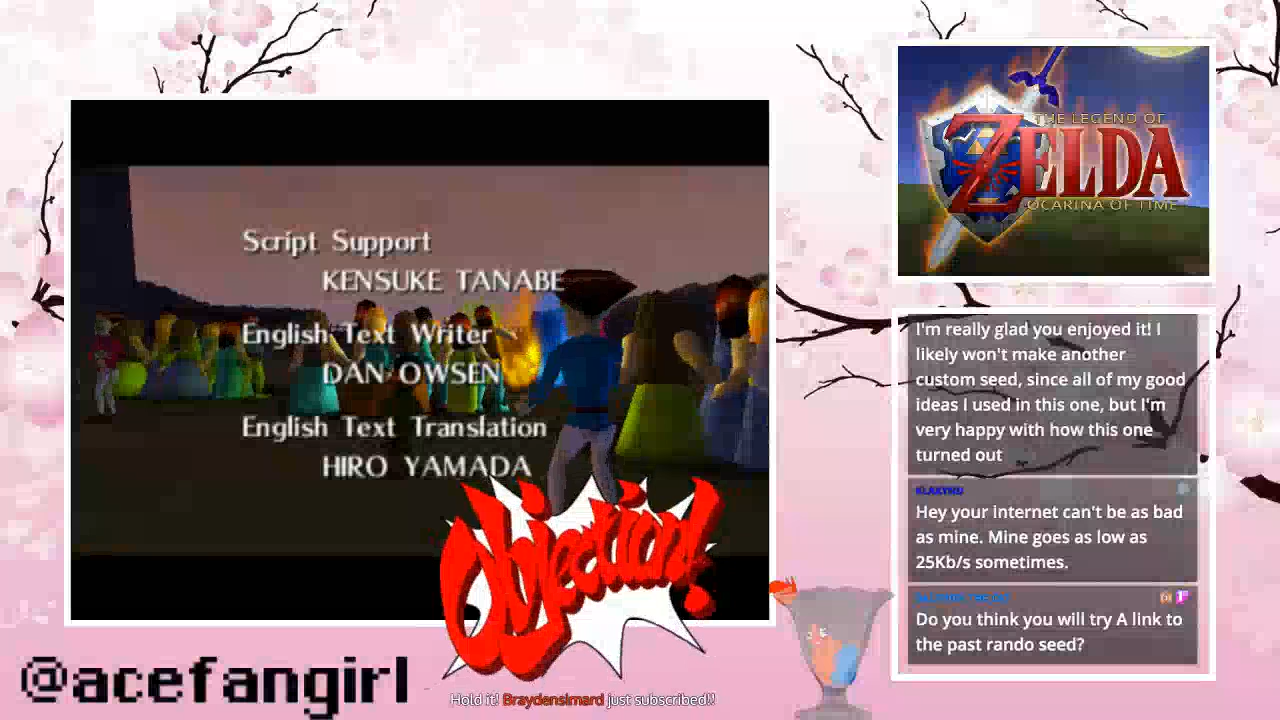 Script Support
KENSUKE TANABE
English Text Writer
DAN OWSEN
English Text Translation
HIRO YAMADA
Objection!
@acefangirl
Hold it! Braydensimard just subscribed!!
THE LEGEND OF
ZELDA
OCARINA OF TIME
I'm really glad you enjoyed it! I
likely won't make another
custom seed, since all of my good
ideas I used in this one, but I'm
very happy with how this one
turned out
Hey your internet can't be as bad
as mine. Mine goes as low as
25Kb/s sometimes.
Do you think you will try A link to
the past rando seed?